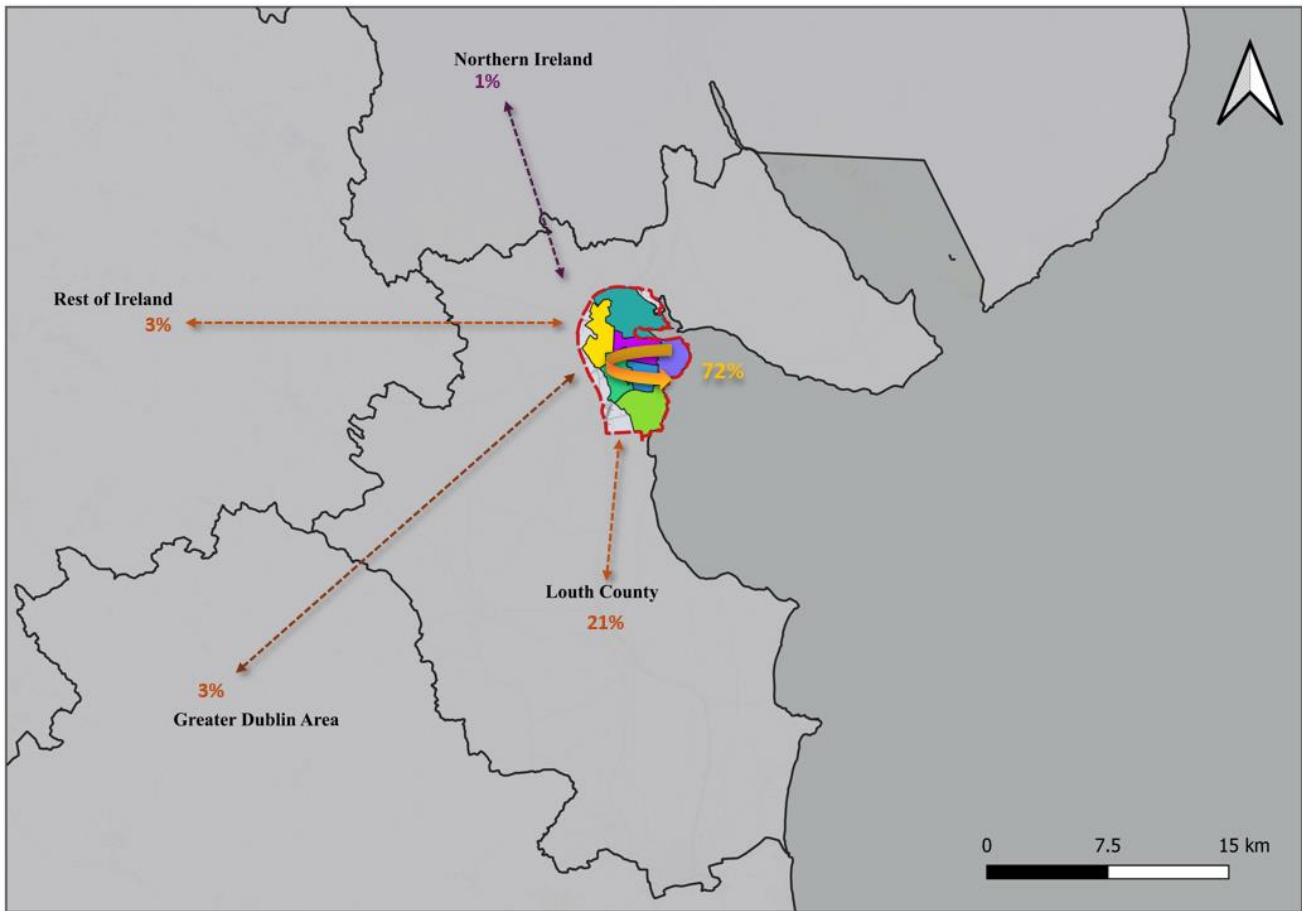 Northern Ireland
1%
Rest of Ireland
3%
72%
Louth County
21%
3%
Greater Dublin Area
0 7.5 15 km